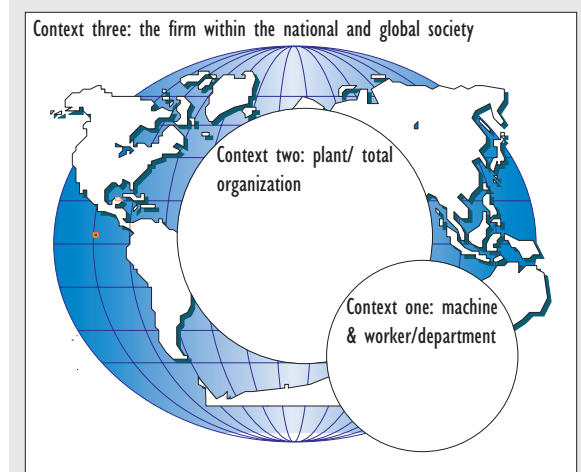 Context three: the firm within the national and global society
Context two: plant/ total
organization
Context one: machine
& worker/department